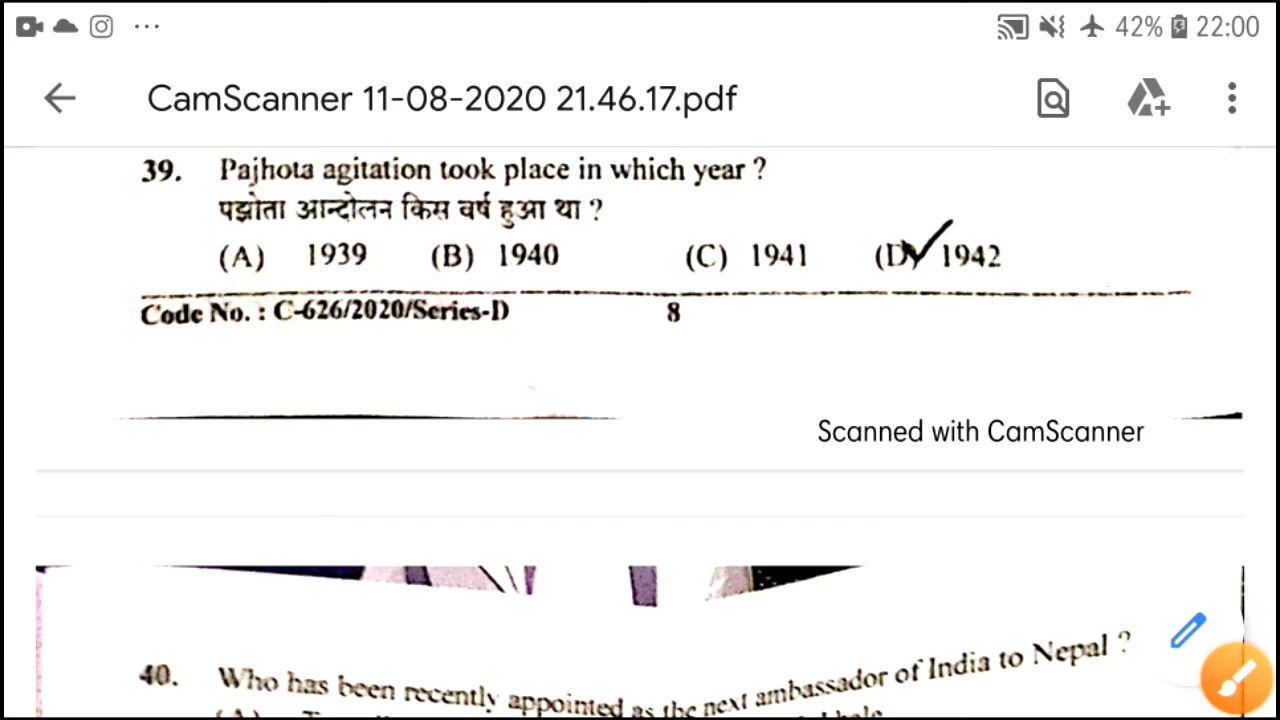 42% 22:00
CamScanner 11-08-2020 21.46.17.pdf
39. Pajhota agitation took place in which year ?
पझोता आन्दोलन किस वर्ष हुआ था ?
(A) 1939 (B) 1940 (C) 1941 (D) 1942
Code No. : C-626/2020/Series-D 8
Scanned with CamScanner
40. Who has been recently appointed as the next ambassador of India to Nepal ?